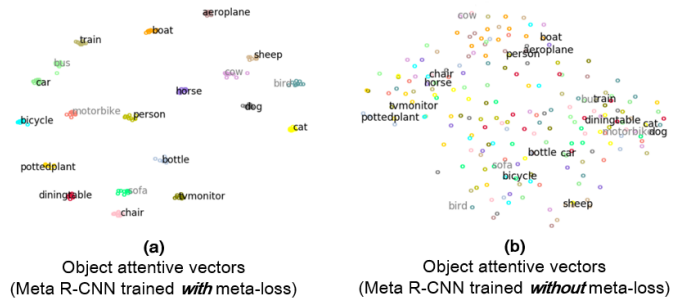 aeroplane
boat
train
bus
sheep
cow
car
horse
bird
dog
bicycle
motorbike
person
cat
bottle
pottedplant
diningtable
sofa
tvmonitor
chair
(a)
Object attentive vectors
(Meta R-CNN trained with meta-loss)
cow
boat
aeroplane
person
chair
horse
tvmonitor
bus
train
pottedplant
diningtable
cat
motorbike
dog
bottle
car
sofa
bicycle
bird
sheep
(b)
Object attentive vectors
(Meta R-CNN trained without meta-loss)